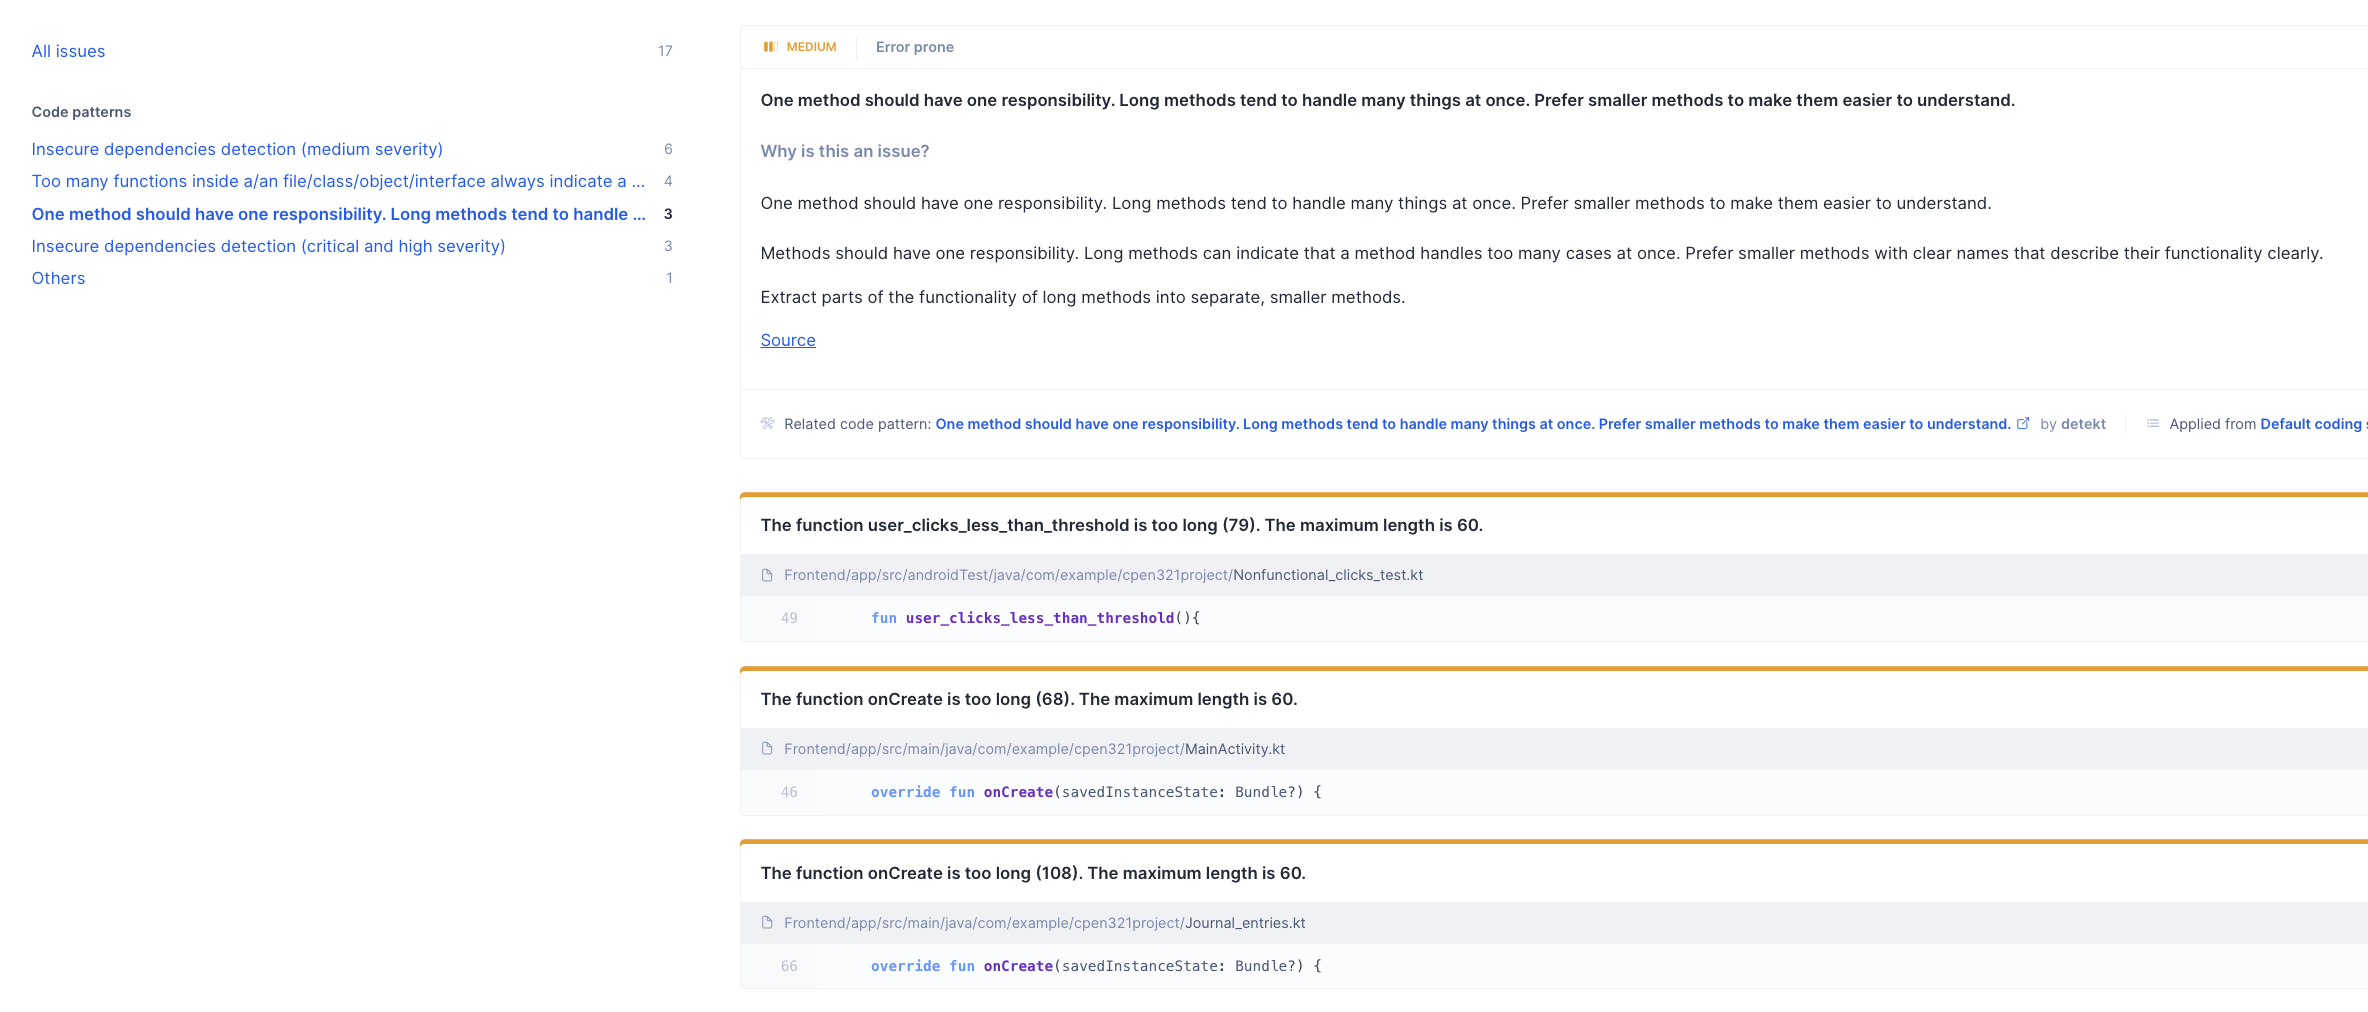 All issues 17
Code patterns
Insecure dependencies detection (medium severity) 6
Too many functions inside a/an file/class/object/interface always indicate a ... 4
One method should have one responsibility. Long methods tend to handle ... 3
Insecure dependencies detection (critical and high severity) 3
Others 1
MEDIUM Error prone
One method should have one responsibility. Long methods tend to handle many things at once. Prefer smaller methods to make them easier to understand.
Why is this an issue?
One method should have one responsibility. Long methods tend to handle many things at once. Prefer smaller methods to make them easier to understand.
Methods should have one responsibility. Long methods can indicate that a method handles too many cases at once. Prefer smaller methods with clear names that describe their functionality clearly.
Extract parts of the functionality of long methods into separate, smaller methods.
Source
Related code pattern: One method should have one responsibility. Long methods tend to handle many things at once. Prefer smaller methods to make them easier to understand. by detekt Applied from Default coding
The function user_clicks_less_than_threshold is too long (79). The maximum length is 60.
Frontend/app/src/androidTest/java/com/example/cpen321project/Nonfunctional_clicks_test.kt
49 fun user_clicks_less_than_threshold(){
The function onCreate is too long (68). The maximum length is 60.
Frontend/app/src/main/java/com/example/cpen321project/MainActivity.kt
46 override fun onCreate(savedInstanceState: Bundle?) {
The function onCreate is too long (108). The maximum length is 60.
Frontend/app/src/main/java/com/example/cpen321project/Journal_entries.kt
66 override fun onCreate(savedInstanceState: Bundle?) {